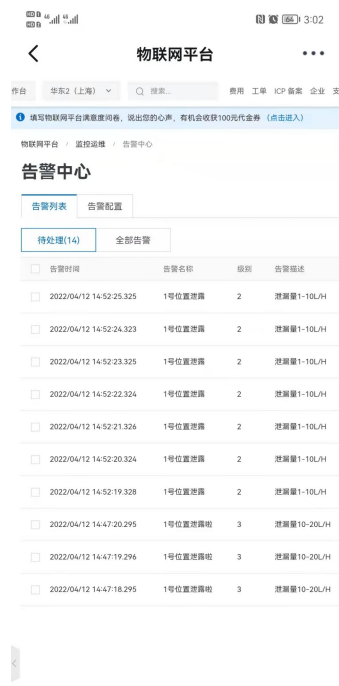 HD 1 46 46 64 3:02
HD 2
物联网平台
作台 华东2（上海） 搜索... 费用 工单 ICP 备案 企业 支
填写物联网平台满意度问卷，说出您的心声，有机会收获100元代金券 （点击进入）
物联网平台 / 监控运维 / 告警中心
告警中心
告警列表 告警配置
待处理(14) 全部告警
告警时间 告警名称 级别 告警描述
2022/04/12 14:52:25.325 1号位置泄露 2 泄漏量1-10L/H
2022/04/12 14:52:24.323 1号位置泄露 2 泄漏量1-10L/H
2022/04/12 14:52:23.325 1号位置泄露 2 泄漏量1-10L/H
2022/04/12 14:52:22.324 1号位置泄露 2 泄漏量1-10L/H
2022/04/12 14:52:21.326 1号位置泄露 2 泄漏量1-10L/H
2022/04/12 14:52:20.324 1号位置泄露 2 泄漏量1-10L/H
2022/04/12 14:52:19.328 1号位置泄露 2 泄漏量1-10L/H
2022/04/12 14:47:20.295 1号位置泄露啦 3 泄漏量10-20L/H
2022/04/12 14:47:19.296 1号位置泄露啦 3 泄漏量10-20L/H
2022/04/12 14:47:18.295 1号位置泄露啦 3 泄漏量10-20L/H